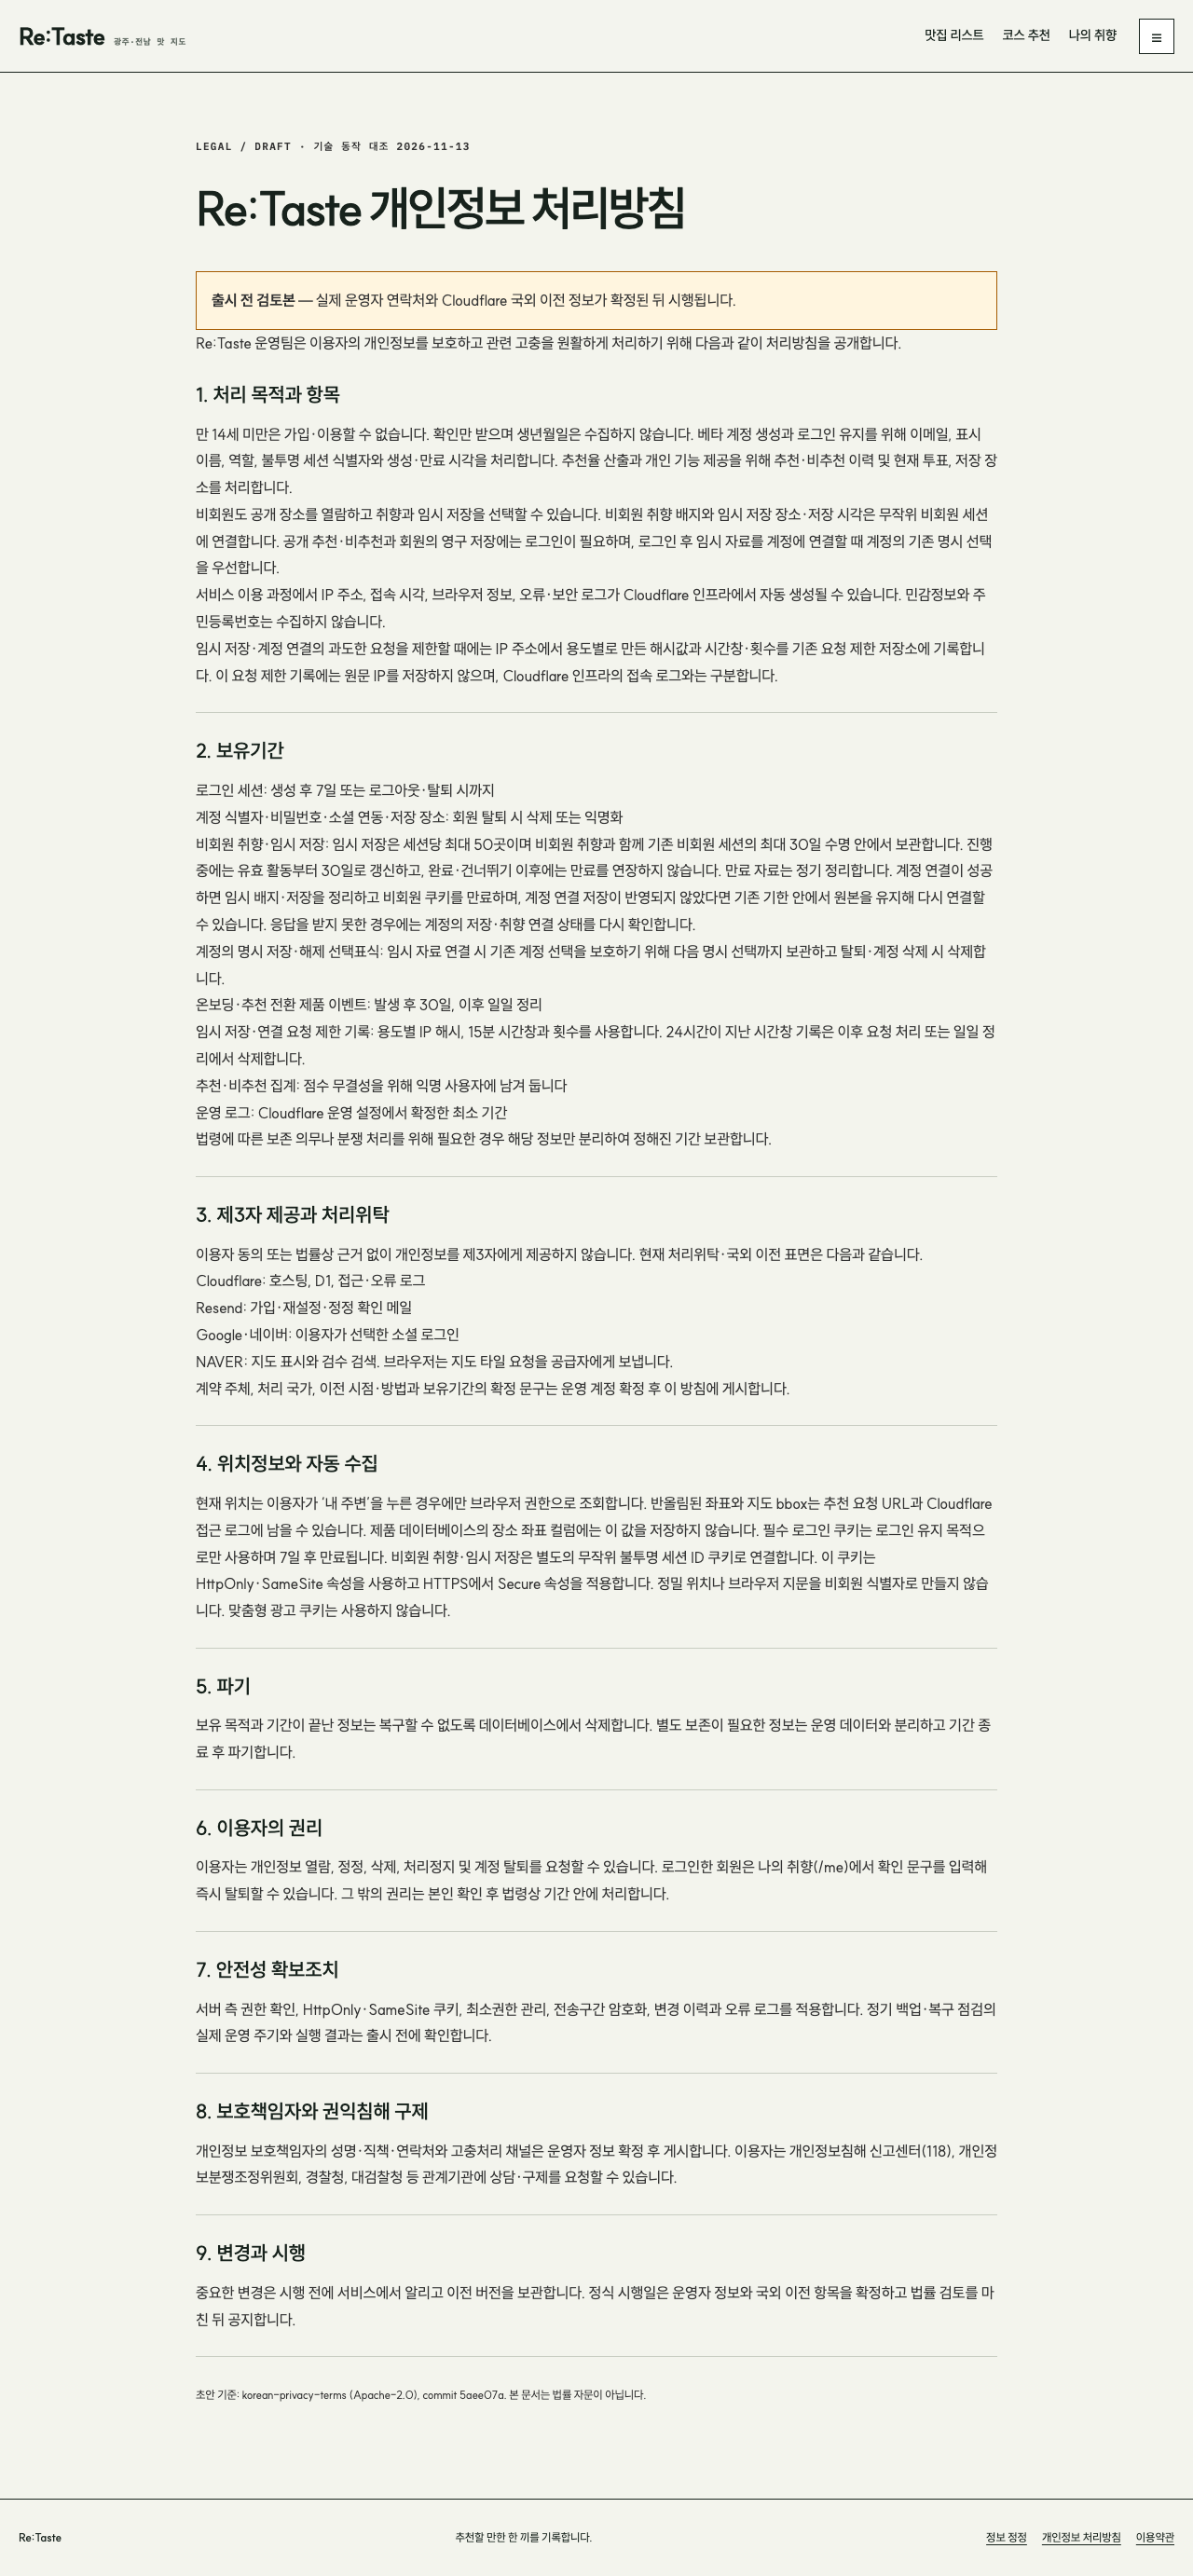 Re:Taste 광주·전남 맛 지도
맛집 리스트 코스 추천 나의 취향
LEGAL / DRAFT · 기술 동작 대조 2026-11-13
Re:Taste 개인정보 처리방침
출시 전 검토본 — 실제 운영자 연락처와 Cloudflare 국외 이전 정보가 확정된 뒤 시행됩니다.
Re:Taste 운영팀은 이용자의 개인정보를 보호하고 관련 고충을 원활하게 처리하기 위해 다음과 같이 처리방침을 공개합니다.
1. 처리 목적과 항목
만 14세 미만은 가입·이용할 수 없습니다. 확인만 받으며 생년월일은 수집하지 않습니다. 베타 계정 생성과 로그인 유지를 위해 이메일, 표시
이름, 역할, 불투명 세션 식별자와 생성·만료 시각을 처리합니다. 추천율 산출과 개인 기능 제공을 위해 추천·비추천 이력 및 현재 투표, 저장 장
소를 처리합니다.
비회원도 공개 장소를 열람하고 취향과 임시 저장을 선택할 수 있습니다. 비회원 취향 배지와 임시 저장 장소·저장 시각은 무작위 비회원 세션
에 연결합니다. 공개 추천·비추천과 회원의 영구 저장에는 로그인이 필요하며, 로그인 후 임시 자료를 계정에 연결할 때 계정의 기존 명시 선택
을 우선합니다.
서비스 이용 과정에서 IP 주소, 접속 시각, 브라우저 정보, 오류·보안 로그가 Cloudflare 인프라에서 자동 생성될 수 있습니다. 민감정보와 주
민등록번호는 수집하지 않습니다.
임시 저장·계정 연결의 과도한 요청을 제한할 때에는 IP 주소에서 용도별로 만든 해시값과 시간창·횟수를 기존 요청 제한 저장소에 기록합니
다. 이 요청 제한 기록에는 원문 IP를 저장하지 않으며, Cloudflare 인프라의 접속 로그와는 구분합니다.
2. 보유기간
로그인 세션: 생성 후 7일 또는 로그아웃·탈퇴 시까지
계정 식별자·비밀번호·소셜 연동·저장 장소: 회원 탈퇴 시 삭제 또는 익명화
비회원 취향·임시 저장: 임시 저장은 세션당 최대 50곳이며 비회원 취향과 함께 기존 비회원 세션의 최대 30일 수명 안에서 보관합니다. 진행
중에는 유효 활동부터 30일로 갱신하고, 완료·건너뛰기 이후에는 만료를 연장하지 않습니다. 만료 자료는 정기 정리합니다. 계정 연결이 성공
하면 임시 배지·저장을 정리하고 비회원 쿠키를 만료하며, 계정 연결 저장이 반영되지 않았다면 기존 기한 안에서 원본을 유지해 다시 연결할
수 있습니다. 응답을 받지 못한 경우에는 계정의 저장·취향 연결 상태를 다시 확인합니다.
계정의 명시 저장·해제 선택표식: 임시 자료 연결 시 기존 계정 선택을 보호하기 위해 다음 명시 선택까지 보관하고 탈퇴·계정 삭제 시 삭제합
니다.
온보딩·추천 전환 제품 이벤트: 발생 후 30일, 이후 일일 정리
임시 저장·연결 요청 제한 기록: 용도별 IP 해시, 15분 시간창과 횟수를 사용합니다. 24시간이 지난 시간창 기록은 이후 요청 처리 또는 일일 정
리에서 삭제합니다.
추천·비추천 집계: 점수 무결성을 위해 익명 사용자에 남겨 둡니다
운영 로그: Cloudflare 운영 설정에서 확정한 최소 기간
법령에 따른 보존 의무나 분쟁 처리를 위해 필요한 경우 해당 정보만 분리하여 정해진 기간 보관합니다.
3. 제3자 제공과 처리위탁
이용자 동의 또는 법률상 근거 없이 개인정보를 제3자에게 제공하지 않습니다. 현재 처리위탁·국외 이전 표면은 다음과 같습니다.
Cloudflare: 호스팅, D1, 접근·오류 로그
Resend: 가입·재설정·정정 확인 메일
Google·네이버: 이용자가 선택한 소셜 로그인
NAVER: 지도 표시와 검수 검색. 브라우저는 지도 타일 요청을 공급자에게 보냅니다.
계약 주체, 처리 국가, 이전 시점·방법과 보유기간의 확정 문구는 운영 계정 확정 후 이 방침에 게시합니다.
4. 위치정보와 자동 수집
현재 위치는 이용자가 ‘내 주변’을 누른 경우에만 브라우저 권한으로 조회합니다. 반올림된 좌표와 지도 bbox는 추천 요청 URL과 Cloudflare
접근 로그에 남을 수 있습니다. 제품 데이터베이스의 장소 좌표 컬럼에는 이 값을 저장하지 않습니다. 필수 로그인 쿠키는 로그인 유지 목적으
로만 사용하며 7일 후 만료됩니다. 비회원 취향·임시 저장은 별도의 무작위 불투명 세션 ID 쿠키로 연결합니다. 이 쿠키는
HttpOnly·SameSite 속성을 사용하고 HTTPS에서 Secure 속성을 적용합니다. 정밀 위치나 브라우저 지문을 비회원 식별자로 만들지 않습
니다. 맞춤형 광고 쿠키는 사용하지 않습니다.
5. 파기
보유 목적과 기간이 끝난 정보는 복구할 수 없도록 데이터베이스에서 삭제합니다. 별도 보존이 필요한 정보는 운영 데이터와 분리하고 기간 종
료 후 파기합니다.
6. 이용자의 권리
이용자는 개인정보 열람, 정정, 삭제, 처리정지 및 계정 탈퇴를 요청할 수 있습니다. 로그인한 회원은 나의 취향(/me)에서 확인 문구를 입력해
즉시 탈퇴할 수 있습니다. 그 밖의 권리는 본인 확인 후 법령상 기간 안에 처리합니다.
7. 안전성 확보조치
서버 측 권한 확인, HttpOnly·SameSite 쿠키, 최소권한 관리, 전송구간 암호화, 변경 이력과 오류 로그를 적용합니다. 정기 백업·복구 점검의
실제 운영 주기와 실행 결과는 출시 전에 확인합니다.
8. 보호책임자와 권익침해 구제
개인정보 보호책임자의 성명·직책·연락처와 고충처리 채널은 운영자 정보 확정 후 게시합니다. 이용자는 개인정보침해 신고센터(118), 개인정
보분쟁조정위원회, 경찰청, 대검찰청 등 관계기관에 상담·구제를 요청할 수 있습니다.
9. 변경과 시행
중요한 변경은 시행 전에 서비스에서 알리고 이전 버전을 보관합니다. 정식 시행일은 운영자 정보와 국외 이전 항목을 확정하고 법률 검토를 마
친 뒤 공지합니다.
초안 기준: korean-privacy-terms (Apache-2.0), commit 5aee07a. 본 문서는 법률 자문이 아닙니다.
Re:Taste 추천할 만한 한 끼를 기록합니다. 정보 정정 개인정보 처리방침 이용약관